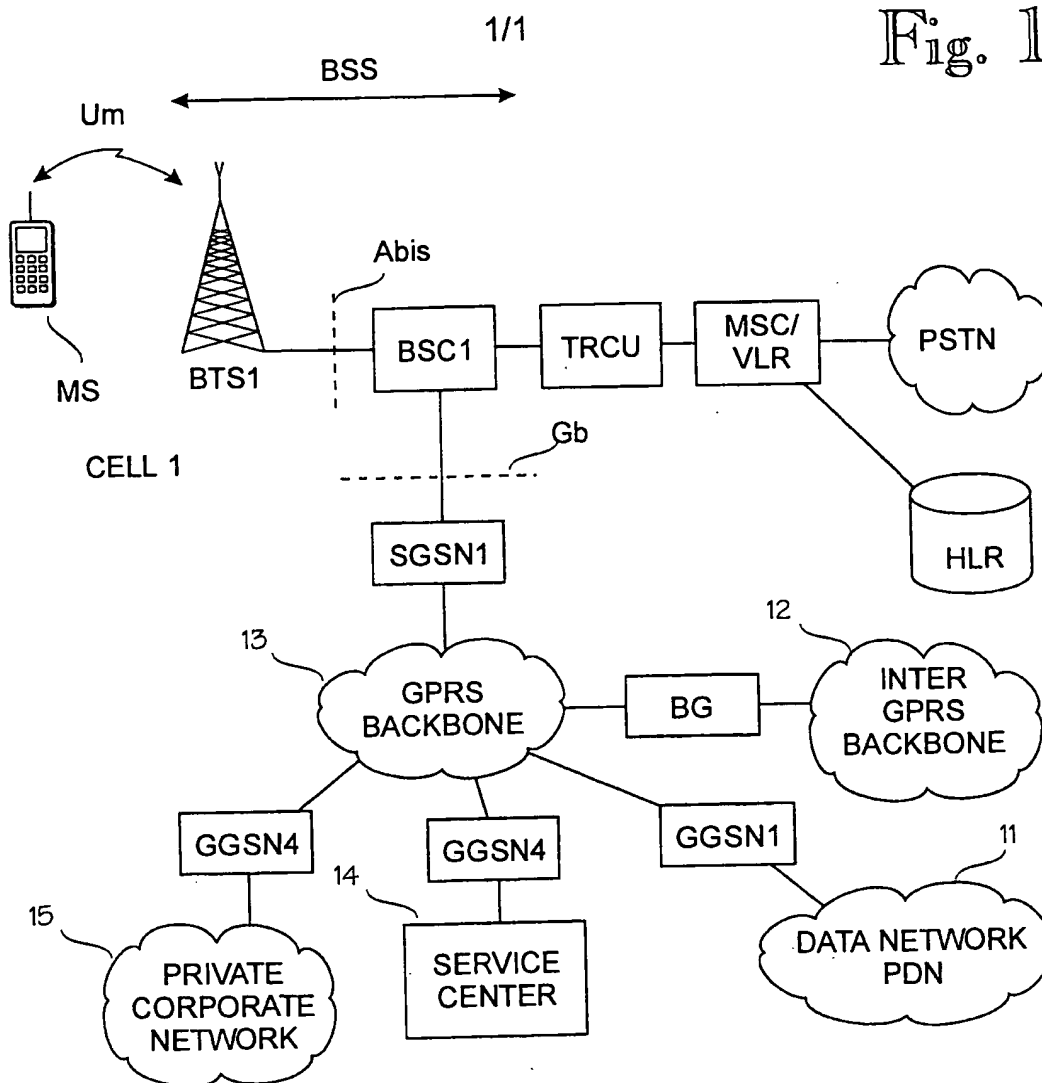 1/1
Fig. 1
BSS
Um
Abis
MS
BTS1
BSC1
TRCU
MSC/
VLR
PSTN
CELL 1
Gb
HLR
SGSN1
13
GPRS
BACKBONE
BG
12
INTER
GPRS
BACKBONE
GGSN4
GGSN4
GGSN1
15
PRIVATE
CORPORATE
NETWORK
14
SERVICE
CENTER
11
DATA NETWORK
PDN